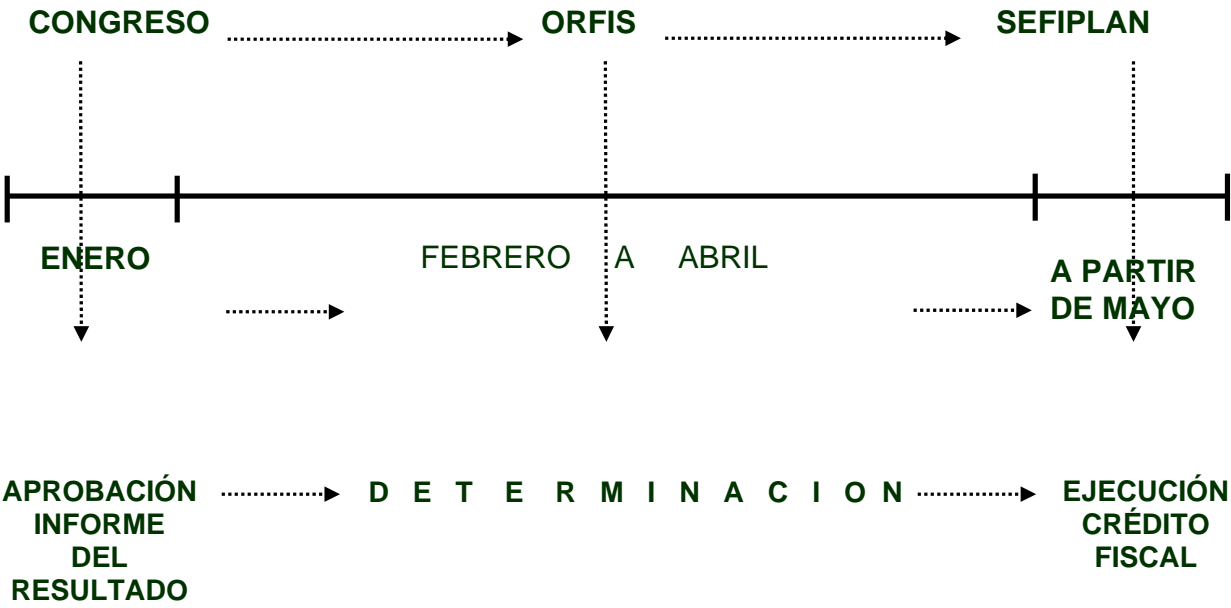 CONGRESO ORFIS SEFIPLAN
ENERO FEBRERO A ABRIL A PARTIR
DE MAYO
APROBACIÓN D E T E R M I N A C I O N EJECUCIÓN
INFORME CRÉDITO
DEL FISCAL
RESULTADO